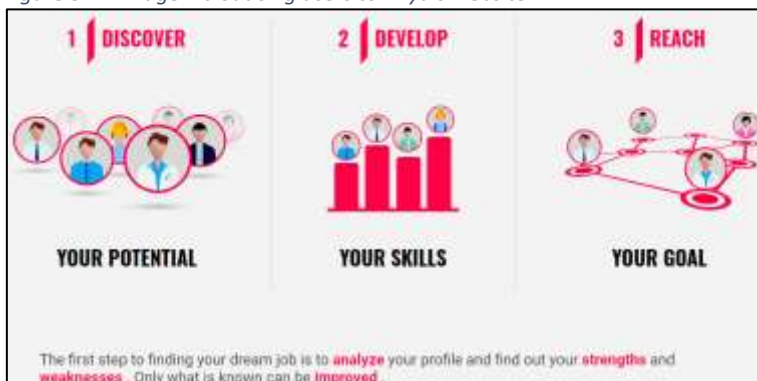 1 DISCOVER
2 DEVELOP
3 REACH
YOUR POTENTIAL
YOUR SKILLS
YOUR GOAL
The first step to finding your dream job is to analyze your profile and find out your strengths and
weaknesses . Only what is known can be improved .